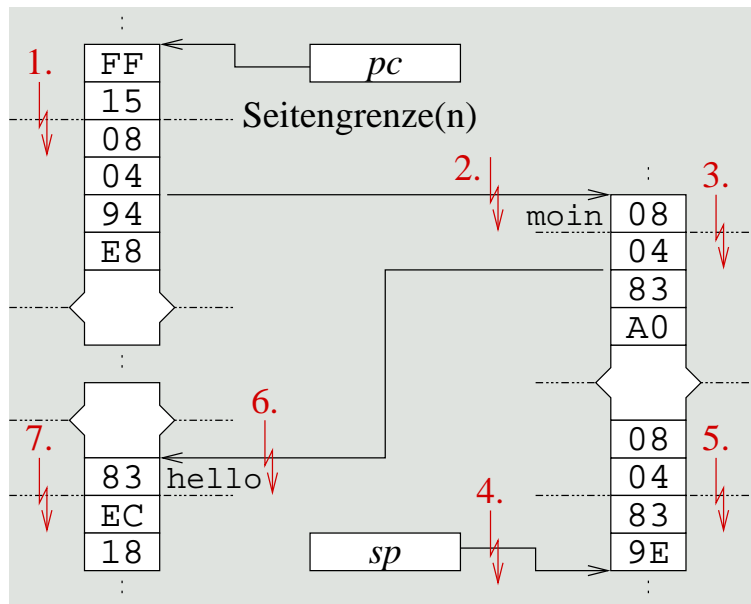 FF
1.
pc
15
Seitengrenze(n)
08
04
2.
3.
94
moin
08
E8
04
83
A0
6.
7.
08
5.
83
hello
04
4.
EC
83
18
sp
9E